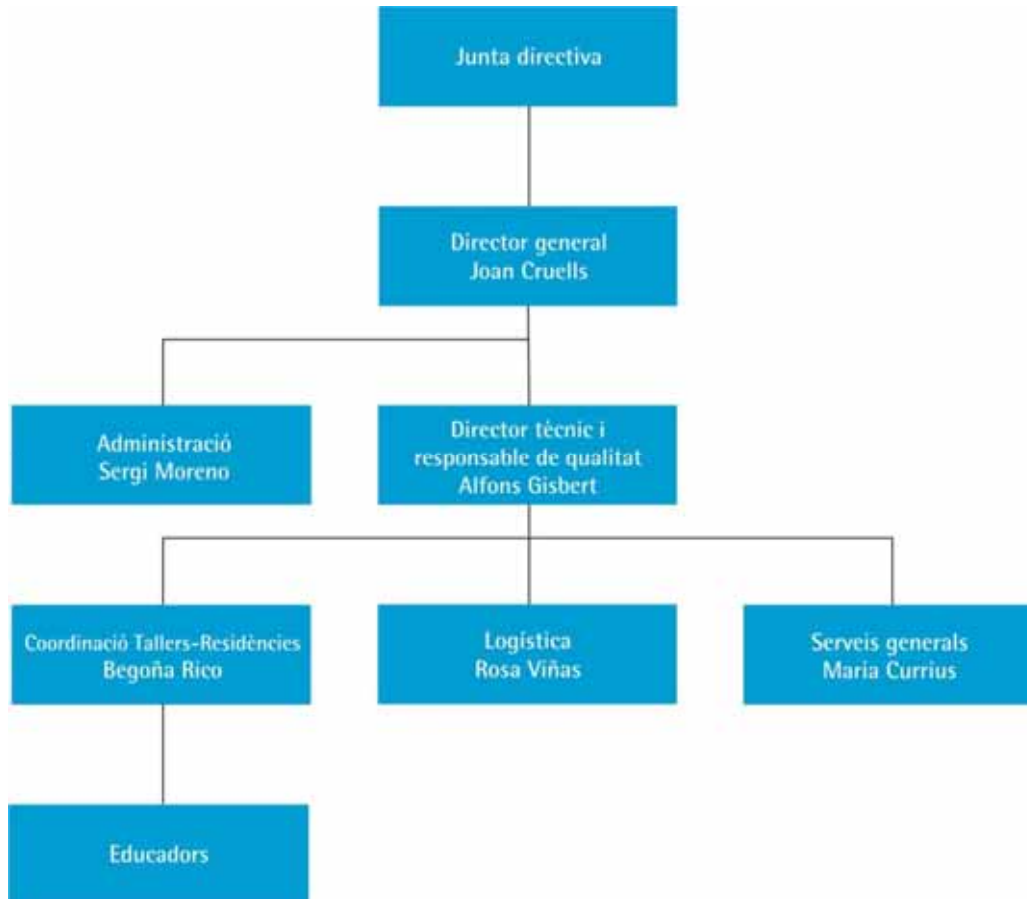 Junta directiva
Director general
Joan Cruells
Administració
Sergi Moreno
Director tècnic i
responsable de qualitat
Alfons Gisbert
Coordinació Tallers-Residències
Begoña Rico
Logística
Rosa Viñas
Serveis generals
Maria Currius
Educadors